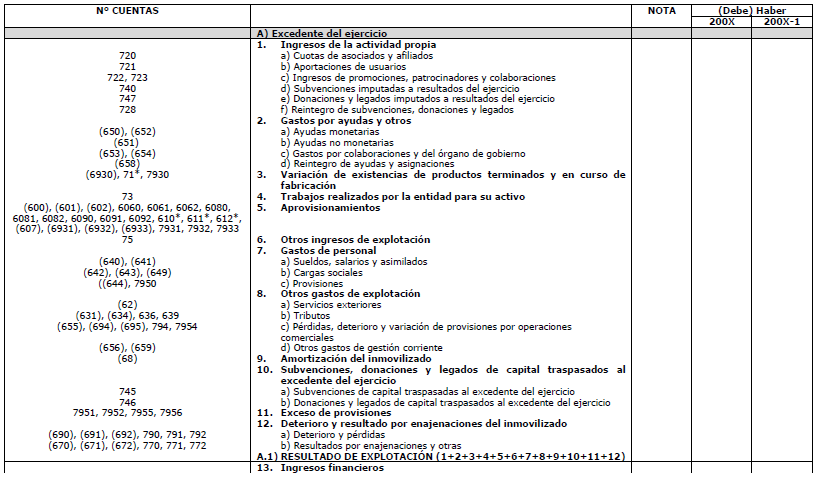 Nº CUENTAS NOTA (Debe) Haber
200X 200X-1
A) Excedente del ejercicio
1. Ingresos de la actividad propia
720 a) Cuotas de asociados y afiliados
721 b) Aportaciones de usuarios
722, 723 c) Ingresos de promociones, patrocinadores y colaboraciones
740 d) Subvenciones imputadas a resultados del ejercicio
747 e) Donaciones y legados imputados a resultados del ejercicio
728 f) Reintegro de subvenciones, donaciones y legados
2. Gastos por ayudas y otros
(650), (652) a) Ayudas monetarias
(651) b) Ayudas no monetarias
(653), (654) c) Gastos por colaboraciones y del órgano de gobierno
(658) d) Reintegro de ayudas y asignaciones
(6930), 71*, 7930 3. Variación de existencias de productos terminados y en curso de
fabricación
73 4. Trabajos realizados por la entidad para su activo
(600), (601), (602), 6060, 6061, 6062, 6080, 5. Aprovisionamientos
6081, 6082, 6090, 6091, 6092, 610*, 611*, 612*,
(607), (6931), (6932), (6933), 7931, 7932, 7933
75 6. Otros ingresos de explotación
7. Gastos de personal
(640), (641) a) Sueldos, salarios y asimilados
(642), (643), (649) b) Cargas sociales
((644), 7950 c) Provisiones
8. Otros gastos de explotación
(62) a) Servicios exteriores
(631), (634), 636, 639 b) Tributos
(655), (694), (695), 794, 7954 c) Pérdidas, deterioro y variación de provisiones por operaciones
comerciales
(656), (659) d) Otros gastos de gestión corriente
(68) 9. Amortización del inmovilizado
10. Subvenciones, donaciones y legados de capital traspasados al
excedente del ejercicio
745 a) Subvenciones de capital traspasadas al excedente del ejercicio
746 b) Donaciones y legados de capital traspasados al excedente del ejercicio
7951, 7952, 7955, 7956 11. Exceso de provisiones
12. Deterioro y resultado por enajenaciones del inmovilizado
(690), (691), (692), 790, 791, 792 a) Deterioro y pérdidas
(670), (671), (672), 770, 771, 772 b) Resultados por enajenaciones y otras
A.1) RESULTADO DE EXPLOTACIÓN (1+2+3+4+5+6+7+8+9+10+11+12)
13. Ingresos financieros